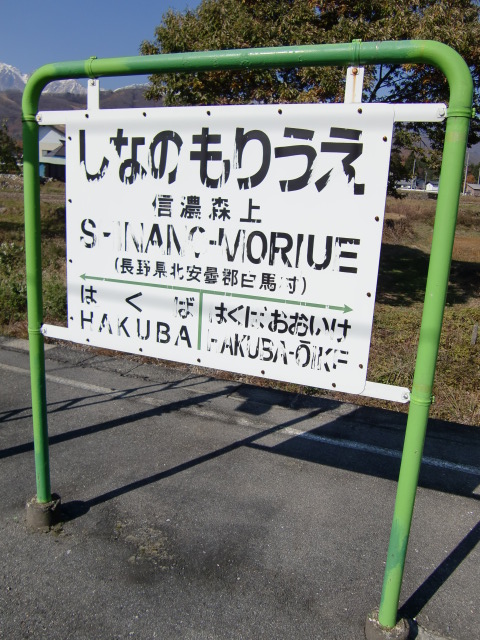 しなのもりうえ
信濃森上
SHINANO-MORIUE
(長野県北安曇郡白馬村)
はくば はくばおおいけ
HAKUBA HAKUBA-ŌIKE